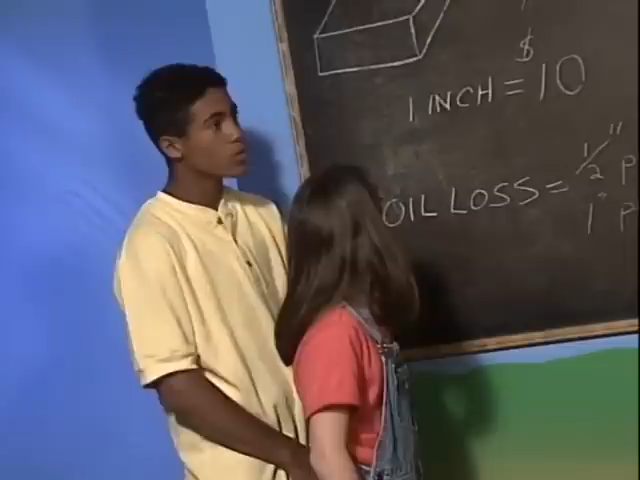 $
1 INCH = 10
OIL LOSS = 1/2" P
1" P